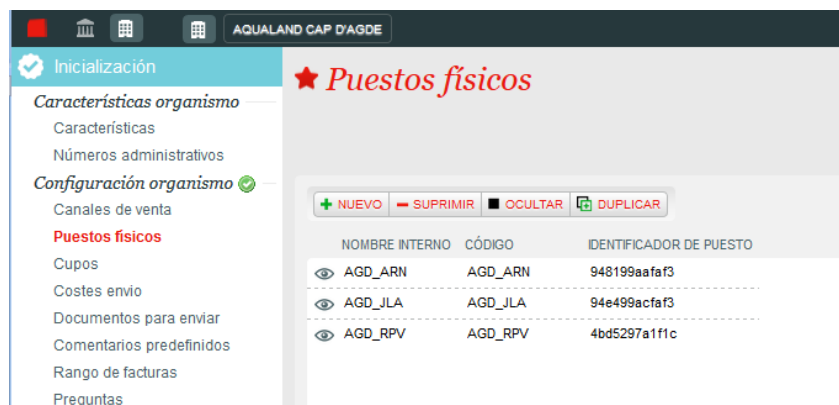 AQUALAND CAP D'AGDE
Inicialización
Características organismo
Características
Números administrativos
Configuración organismo
Canales de venta
Puestos físicos
Cupos
Costes envio
Documentos para enviar
Comentarios predefinidos
Rango de facturas
Preguntas
Puestos físicos
NUEVO SUPRIMIR OCULTAR DUPLICAR
NOMBRE INTERNO CÓDIGO IDENTIFICADOR DE PUESTO
AGD_ARN AGD_ARN 948199aafaf3
AGD_JLA AGD_JLA 94e499acfaf3
AGD_RPV AGD_RPV 4bd5297a1f1c